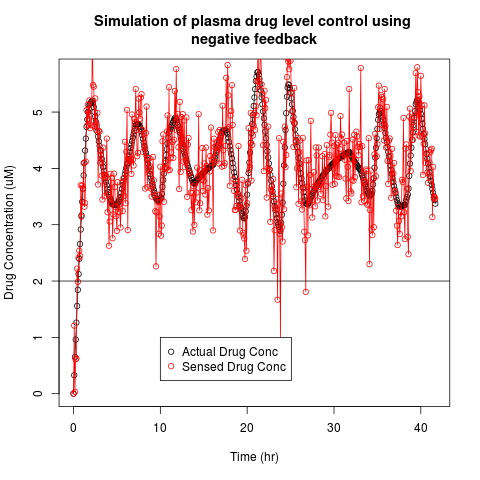 Simulation of plasma drug level control using
negative feedback
Drug Concentration (uM)
5
4
3
2
1
0
Actual Drug Conc
Sensed Drug Conc
0 10 20 30 40
Time (hr)